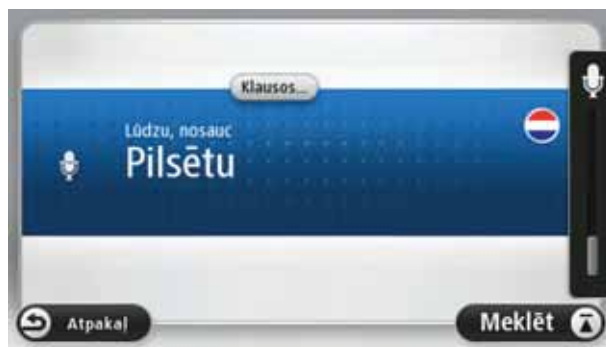 Klausos...
Lūdzu, nosauc
Pilsētu
Atpakaļ
Meklēt